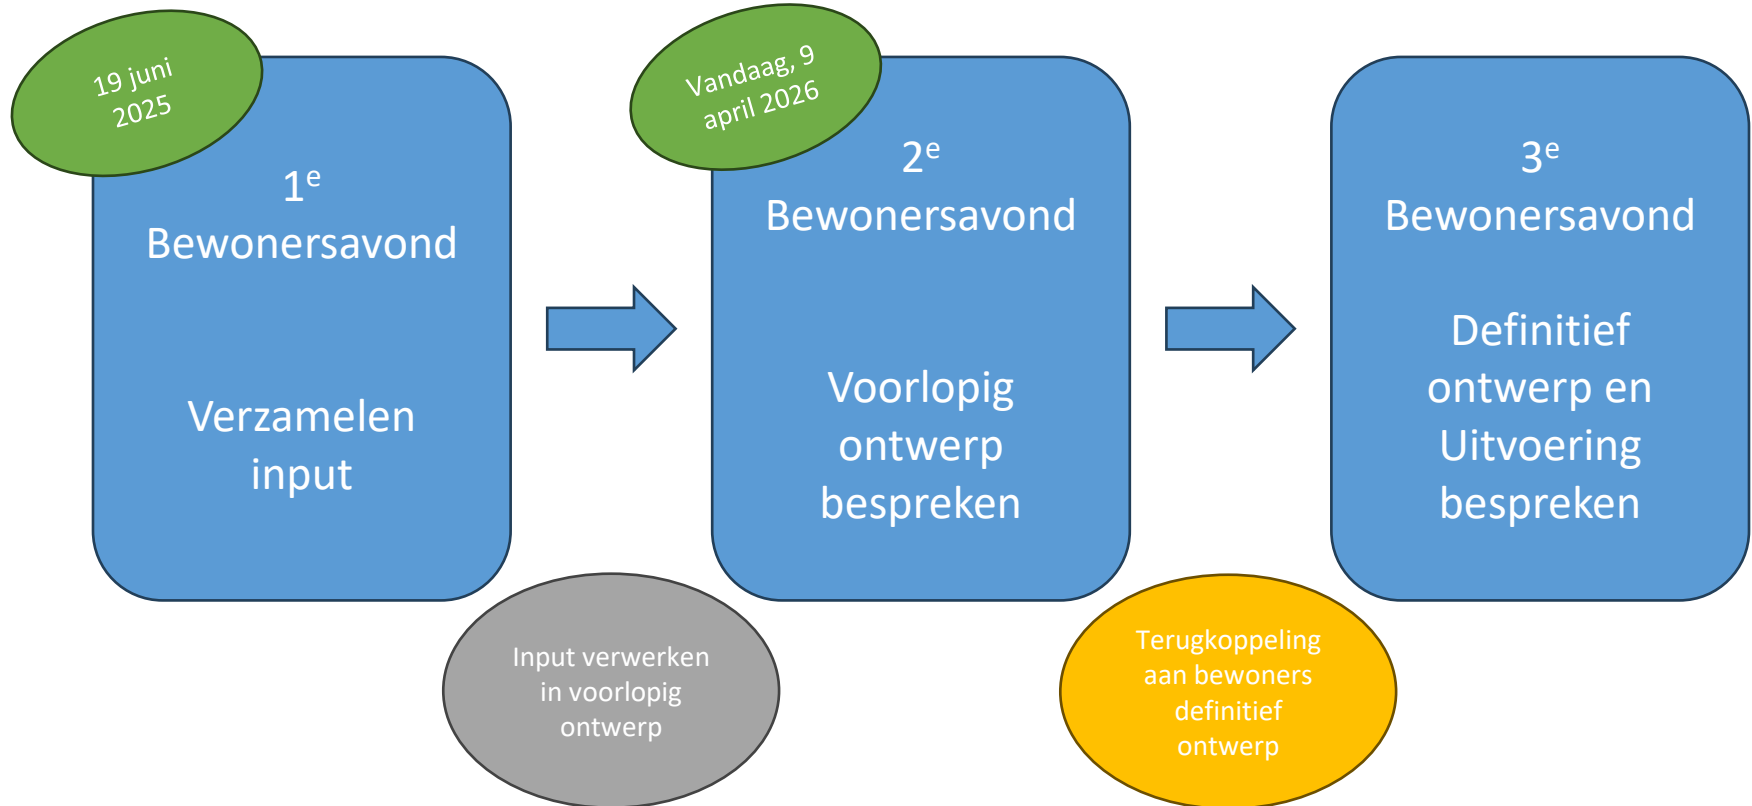 19 juni
2025
1e
Bewonersavond
Verzamelen
input
Vandaag, 9
april 2026
2e
Bewonersavond
Voorlopig
ontwerp
bespreken
3e
Bewonersavond
Definitief
ontwerp en
Uitvoering
bespreken
Input verwerken
in voorlopig
ontwerp
Terugkoppeling
aan bewoners
definitief
ontwerp